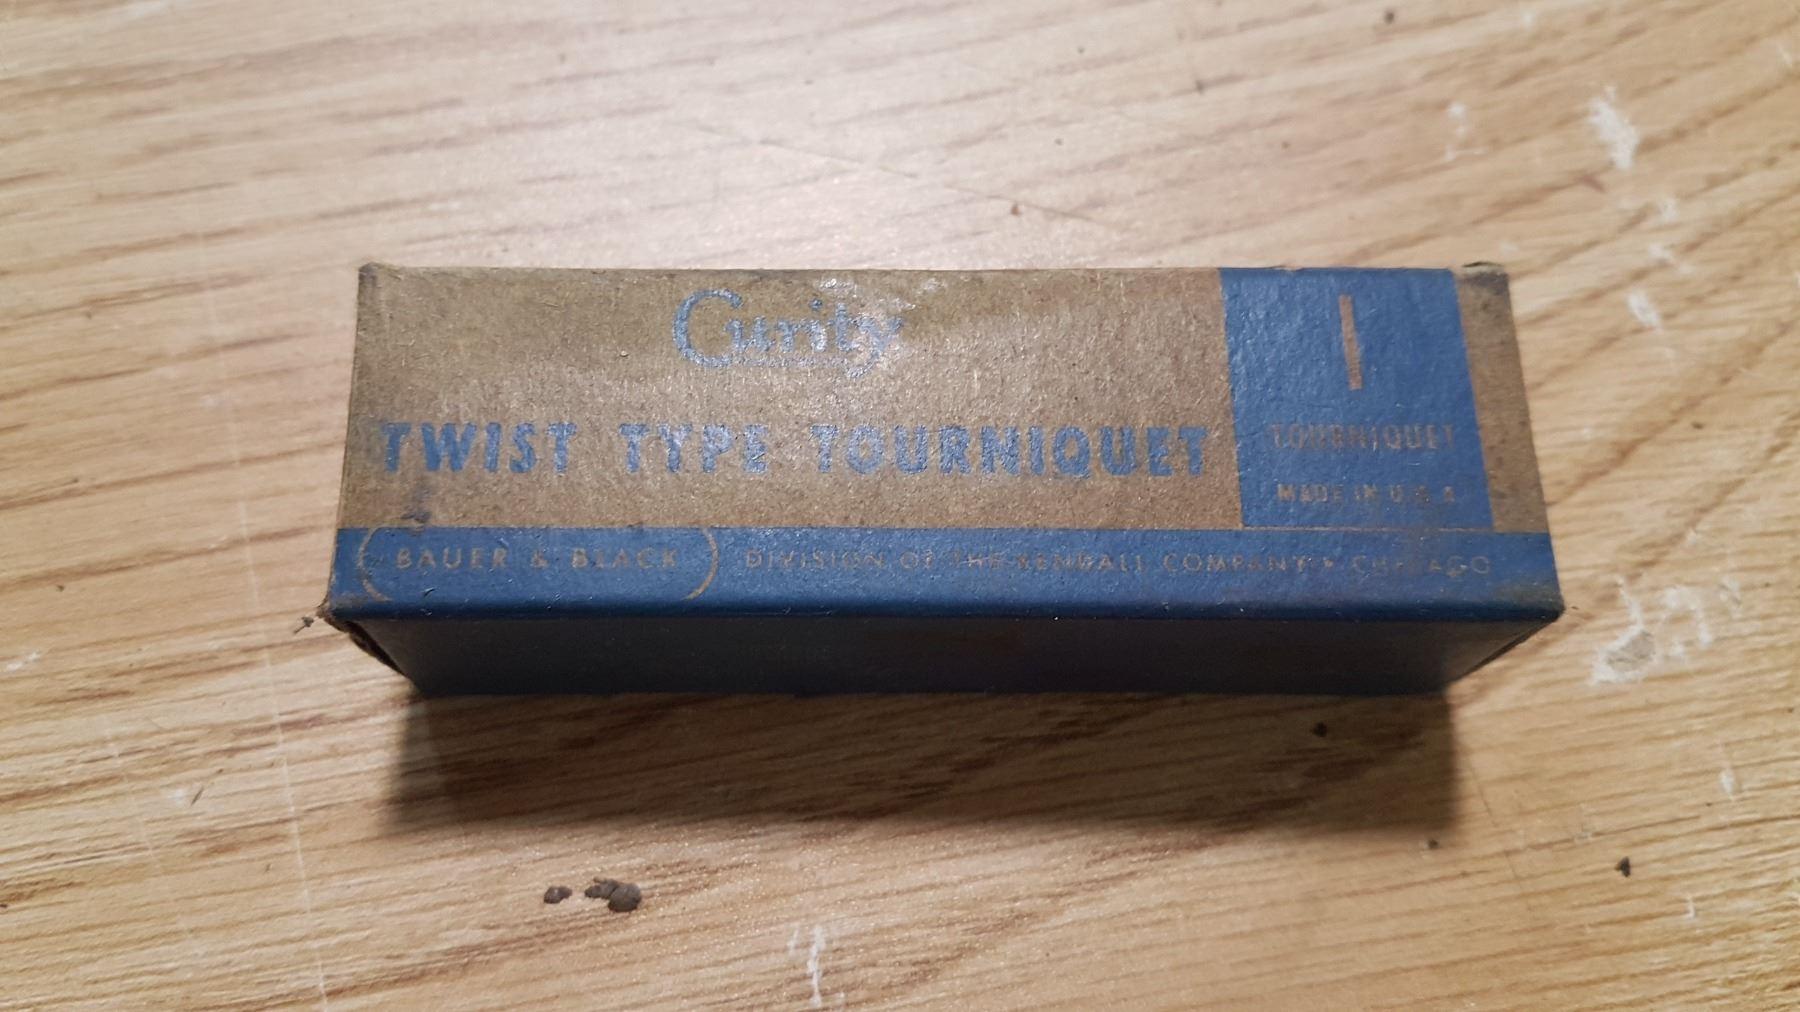 Curity
TWIST TYPE TOURNIQUET
1
TOURNIQUET
MADE IN U.S.A.
BAUER & BLACK DIVISION OF THE KENDALL COMPANY • CHICAGO